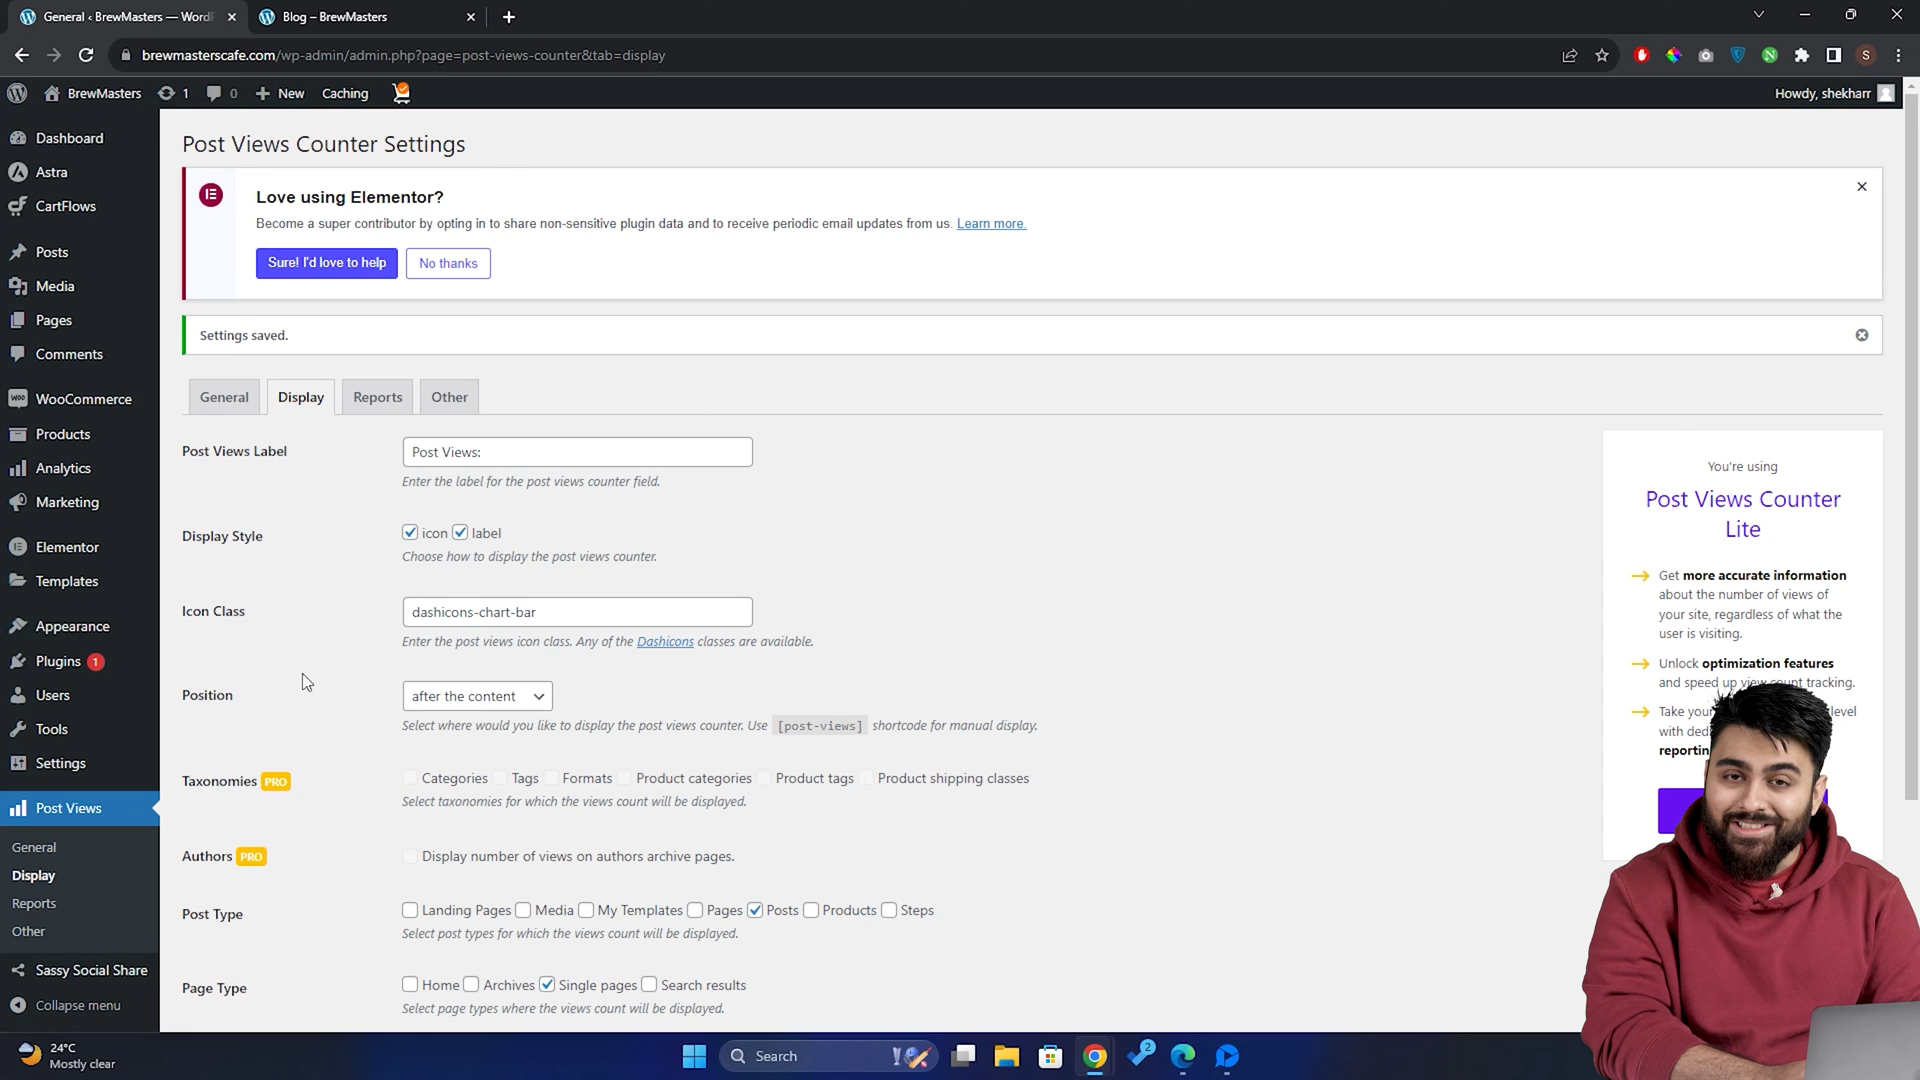 General ‹ BrewMasters — WordP
Blog – BrewMasters
brewmasterscafe.com/wp-admin/admin.php?page=post-views-counter&tab=display
S
BrewMasters
1
0
New
Caching
Howdy, shekharr
Dashboard
Astra
CartFlows
Posts
Media
Pages
Comments
WooCommerce
Products
Analytics
Marketing
Elementor
Templates
Appearance
Plugins 1
Users
Tools
Settings
Post Views
General
Display
Reports
Other
Sassy Social Share
Collapse menu
Post Views Counter Settings
Love using Elementor?
Become a super contributor by opting in to share non-sensitive plugin data and to receive periodic email updates from us. Learn more.
Sure! I'd love to help
No thanks
Settings saved.
General
Display
Reports
Other
Post Views Label
Post Views:
Enter the label for the post views counter field.
Display Style
icon label
Choose how to display the post views counter.
Icon Class
dashicons-chart-bar
Enter the post views icon class. Any of the Dashicons classes are available.
Position
after the content
Select where would you like to display the post views counter. Use [post-views] shortcode for manual display.
Taxonomies PRO
Categories Tags Formats Product categories Product tags Product shipping classes
Select taxonomies for which the views count will be displayed.
Authors PRO
Display number of views on authors archive pages.
Post Type
Landing Pages Media My Templates Pages Posts Products Steps
Select post types for which the views count will be displayed.
Page Type
Home Archives Single pages Search results
Select page types where the views count will be displayed.
You're using
Post Views Counter
Lite
Get more accurate information
about the number of views of
your site, regardless of what the
user is visiting.
Unlock optimization features
and speed up view count tracking.
Take your level
with
24°C
Mostly clear
Search
2